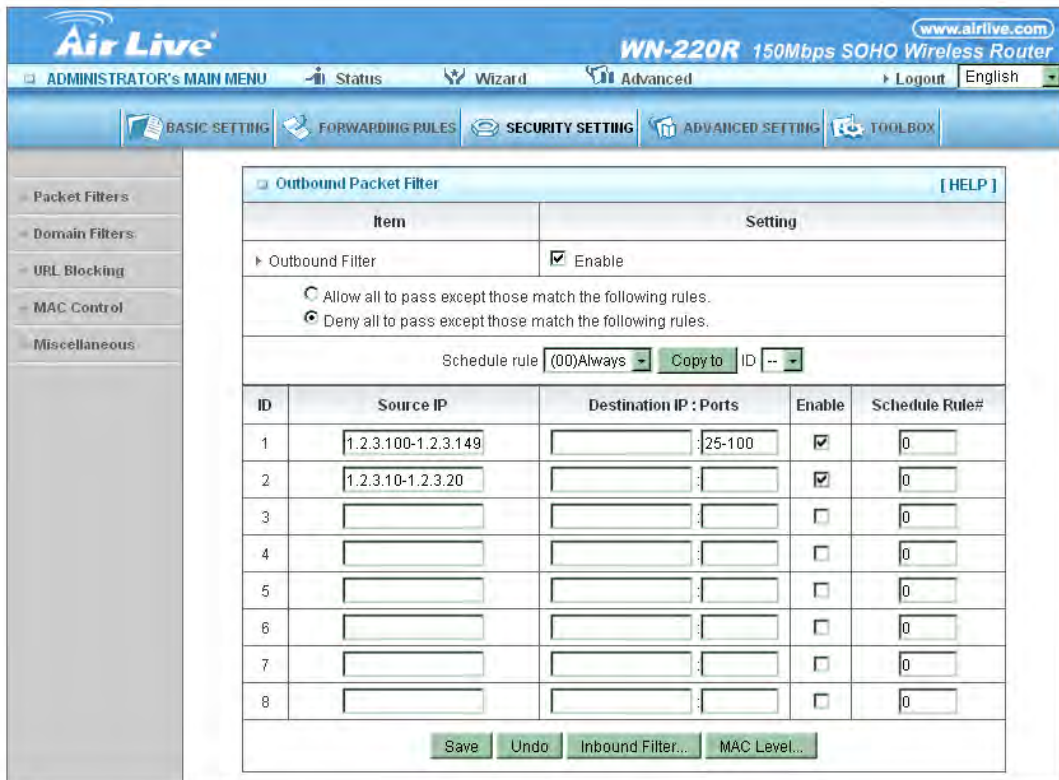 www.airlive.com
Air Live
WN-220R 150Mbps SOHO Wireless Router
ADMINISTRATOR's MAIN MENU Status Wizard Advanced Logout English
BASIC SETTING FORWARDING RULES SECURITY SETTING ADVANCED SETTING TOOLBOX
Packet Filters
Domain Filters
URL Blocking
MAC Control
Miscellaneous
Outbound Packet Filter [ HELP ]
Item Setting
Outbound Filter Enable
Allow all to pass except those match the following rules.
Deny all to pass except those match the following rules.
Schedule rule (00)Always Copy to ID --
ID Source IP Destination IP : Ports Enable Schedule Rule#
1 1.2.3.100-1.2.3.149 : 25-100 0
2 1.2.3.10-1.2.3.20 : 0
3 : 0
4 : 0
5 : 0
6 : 0
7 : 0
8 : 0
Save Undo Inbound Filter... MAC Level...